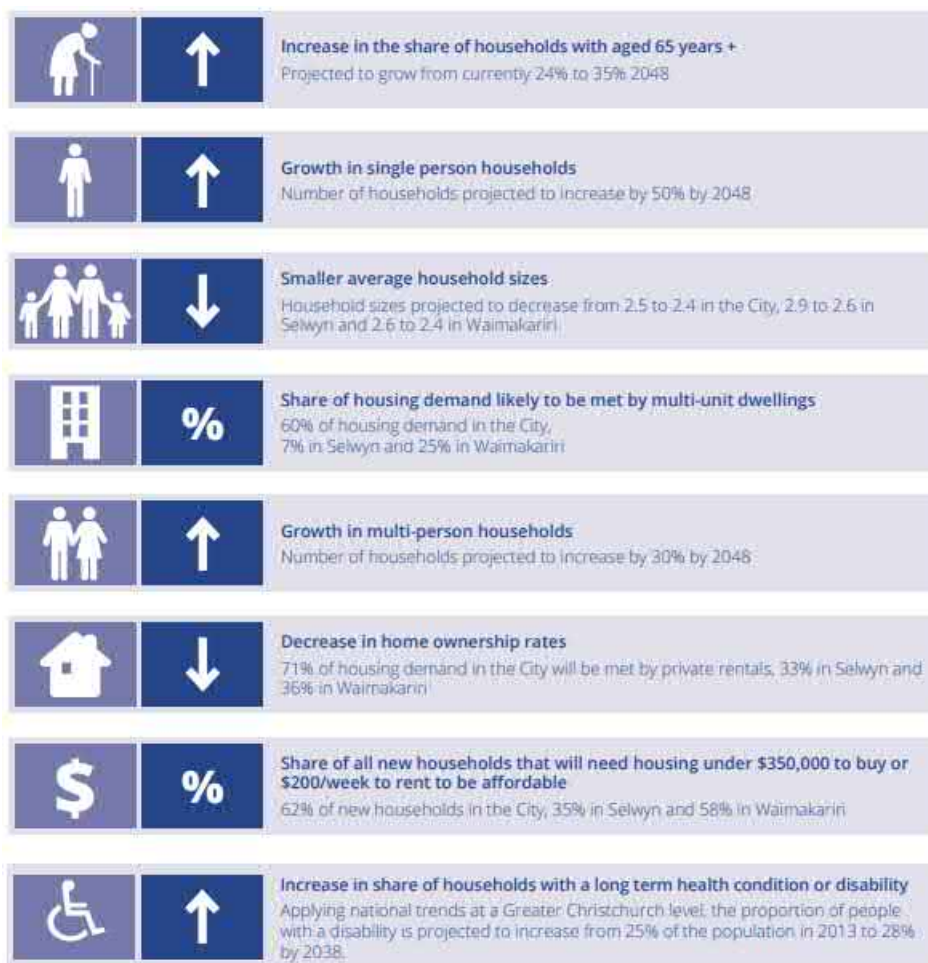 Increase in the share of households with aged 65 years +
Projected to grow from currently 24% to 35% 2048
Growth in single person households
Number of households projected to increase by 50% by 2048
Smaller average household sizes
Household sizes projected to decrease from 2.5 to 2.4 in the City, 2.9 to 2.6 in
Selwyn and 2.6 to 2.4 in Waimakariri.
%
Share of housing demand likely to be met by multi-unit dwellings
60% of housing demand in the City,
7% in Selwyn and 25% in Waimakariri
Growth in multi-person households
Number of households projected to increase by 30% by 2048
Decrease in home ownership rates
71% of housing demand in the City will be met by private rentals, 33% in Selwyn and
36% in Waimakariri
$
%
Share of all new households that will need housing under $350,000 to buy or
$200/week to rent to be affordable
62% of new households in the City, 35% in Selwyn and 58% in Waimakariri
Increase in share of households with a long term health condition or disability
Applying national trends at a Greater Christchurch level, the proportion of people
with a disability is projected to increase from 25% of the population in 2013 to 28%
by 2038.